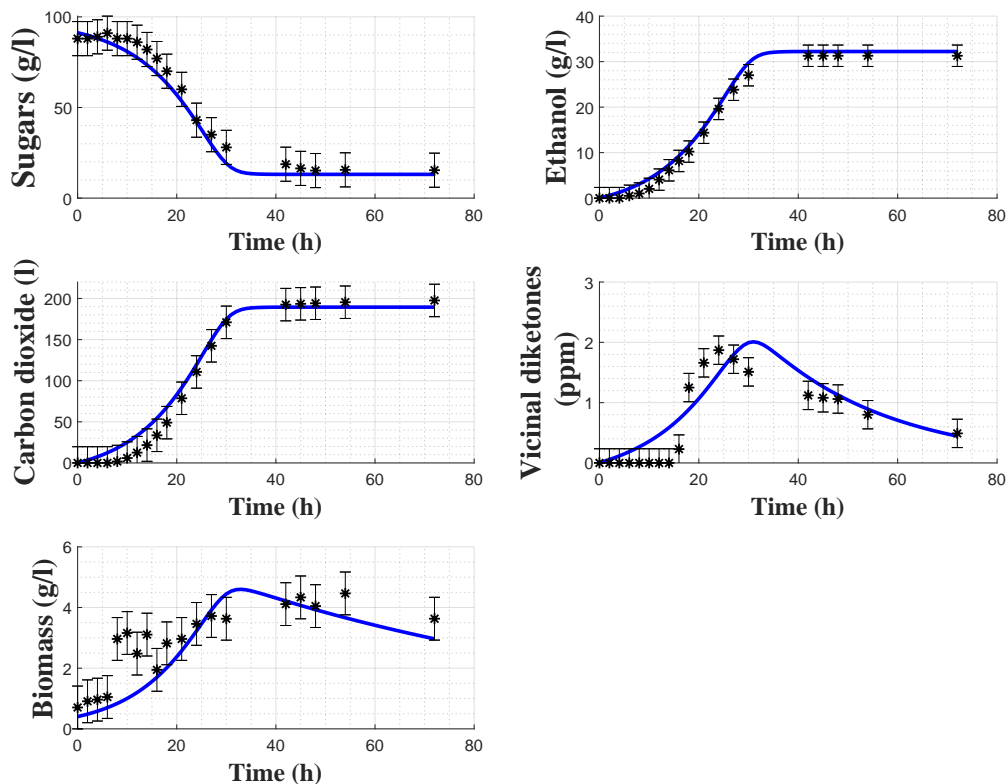 Sugars (g/l)
100
50
0
0 20 40 60 80
Time (h)
Ethanol (g/l)
40
30
20
10
0
0 20 40 60 80
Time (h)
Carbon dioxide (l)
200
150
100
50
0
0 20 40 60 80
Time (h)
Vicinal diketones
(ppm)
3
2
1
0
0 20 40 60 80
Time (h)
Biomass (g/l)
6
4
2
0
0 20 40 60 80
Time (h)